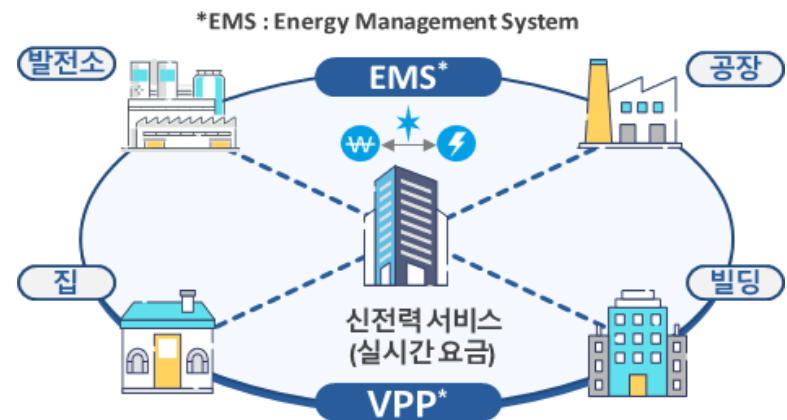 *EMS : Energy Management System
발전소
EMS*
공장
집
빌딩
신전력 서비스
(실시간 요금)
VPP*